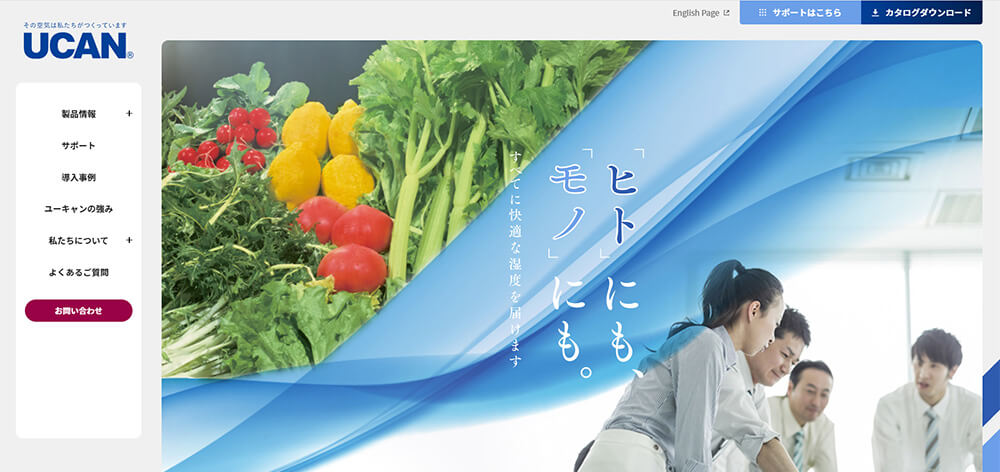 その空気は私たちがつくっています
UCAN®
English Page
サポートはこちら
カタログダウンロード
製品情報 +
サポート
導入事例
ユーキャンの強み
私たちについて +
よくあるご質問
お問い合わせ
「ヒト」にも、
「モノ」にも。
すべてに快適な湿度を届けます